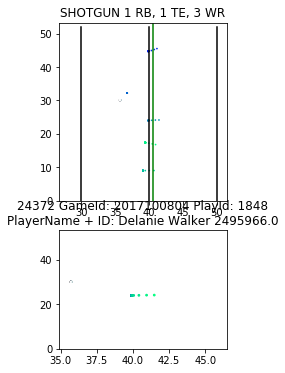 SHOTGUN 1 RB, 1 TE, 3 WR
50
40
30
20
10
0
30 35 40 45 50
24372 GameId: 2017100804 PlayId: 1848
PlayerName + ID: Delanie Walker 2495966.0
40
20
0
35.0 37.5 40.0 42.5 45.0